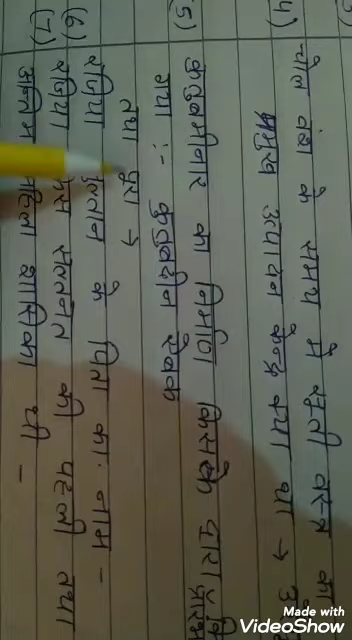 चोल वंश के समय में सूती वस्त्र का
4) प्रमुख उत्पादन केन्द्र क्या था →
(5) कुतुबमीनार का निर्माण किसके द्वारा प्रारम्भ
गया :- कुतुबद्दीन ऐबक
तथा पुरा →
(6) रजिया सुल्तान के पिता का नाम -
(7) रजिया सल्तनत की पहली तथा
अन्तिम महिला शासिका थी -
Made with
VideoShow